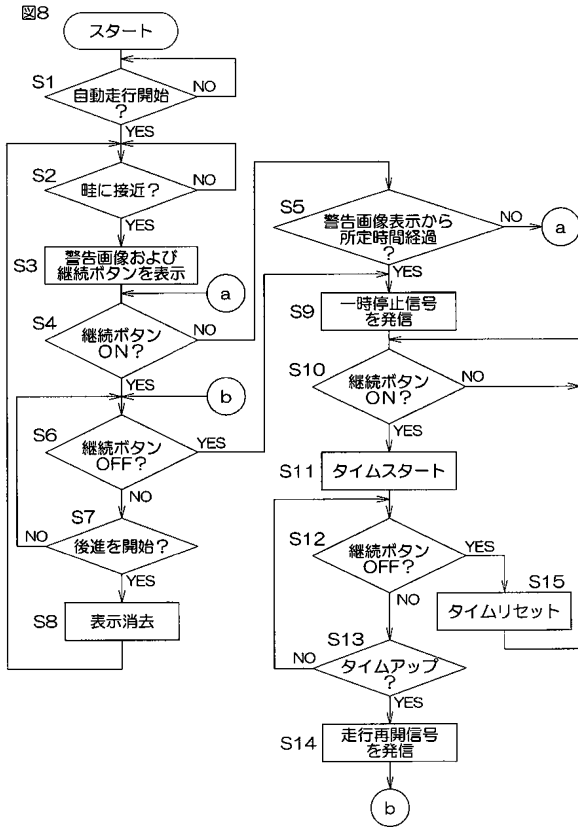 図8
スタート
S1
自動走行開始
?
NO
YES
S2
畦に接近?
NO
YES
S3
警告画像および
継続ボタンを表示
a
S4
継続ボタン
ON?
NO
YES
b
S6
継続ボタン
OFF?
YES
NO
S7
後進を開始?
NO
YES
S8
表示消去
S5
警告画像表示から
所定時間経過
?
NO
a
YES
S9
一時停止信号
を発信
S10
継続ボタン
ON?
NO
YES
S11
タイムスタート
S12
継続ボタン
OFF?
YES
NO
S15
タイムリセット
S13
タイムアップ
?
NO
YES
S14
走行再開信号
を発信
b